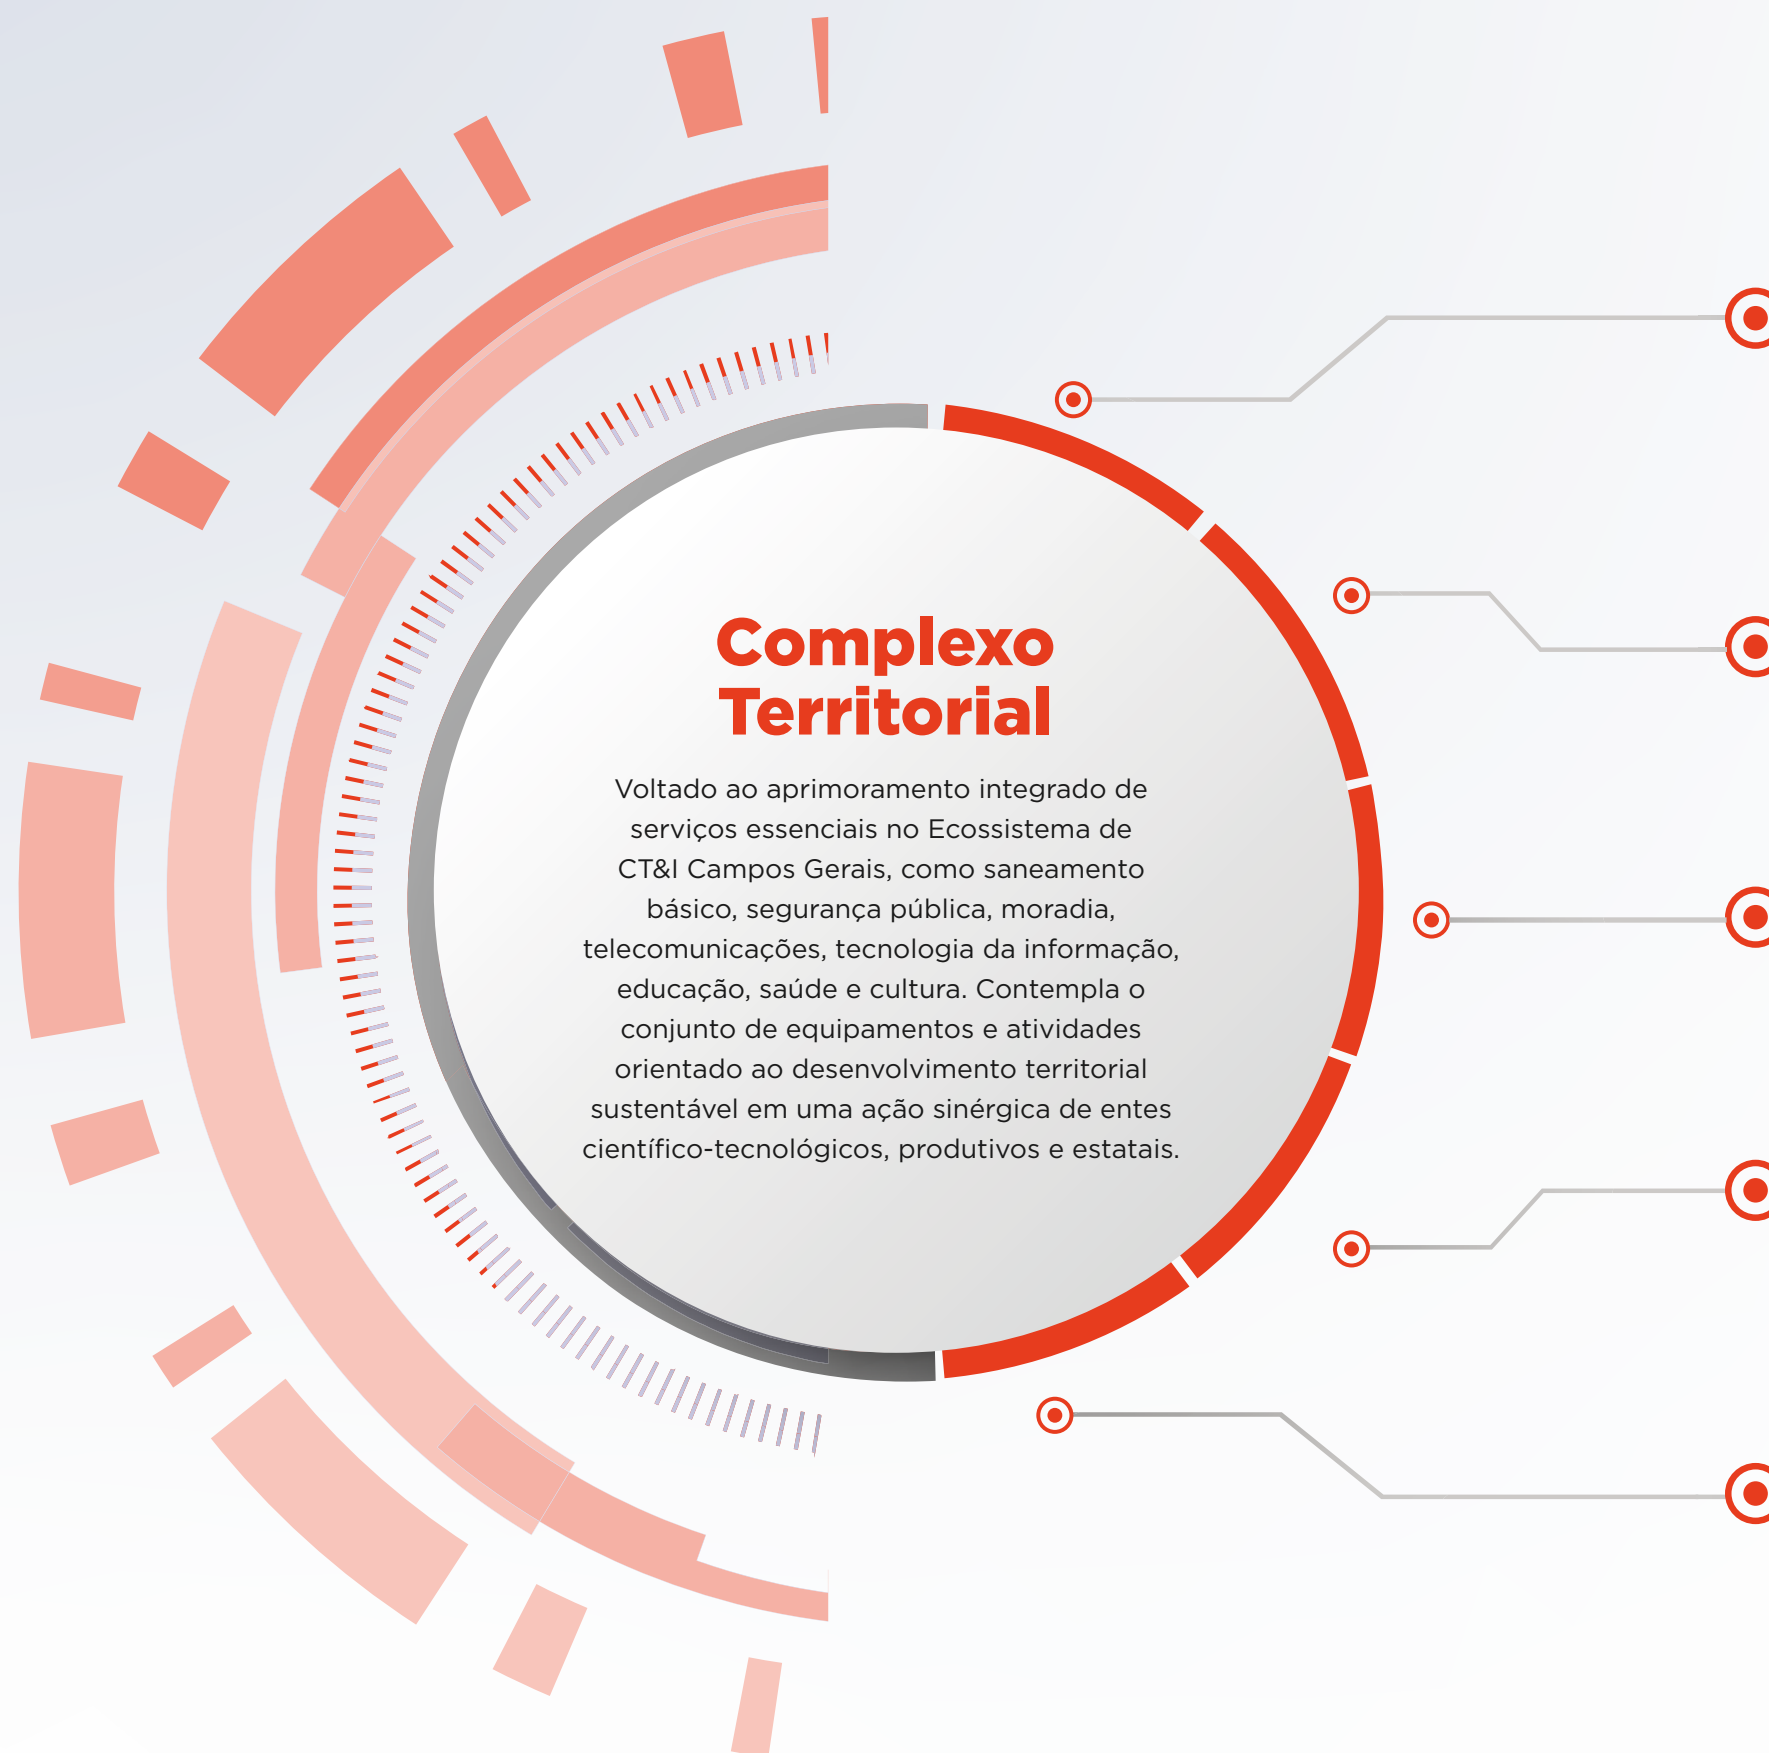 Complexo
Territorial
Voltado ao aprimoramento integrado de
serviços essenciais no Ecossistema de
CT&I Campos Gerais, como saneamento
básico, segurança pública, moradia,
telecomunicações, tecnologia da informação,
educação, saúde e cultura. Contempla o
conjunto de equipamentos e atividades
orientado ao desenvolvimento territorial
sustentável em uma ação sinérgica de entes
científico-tecnológicos, produtivos e estatais.